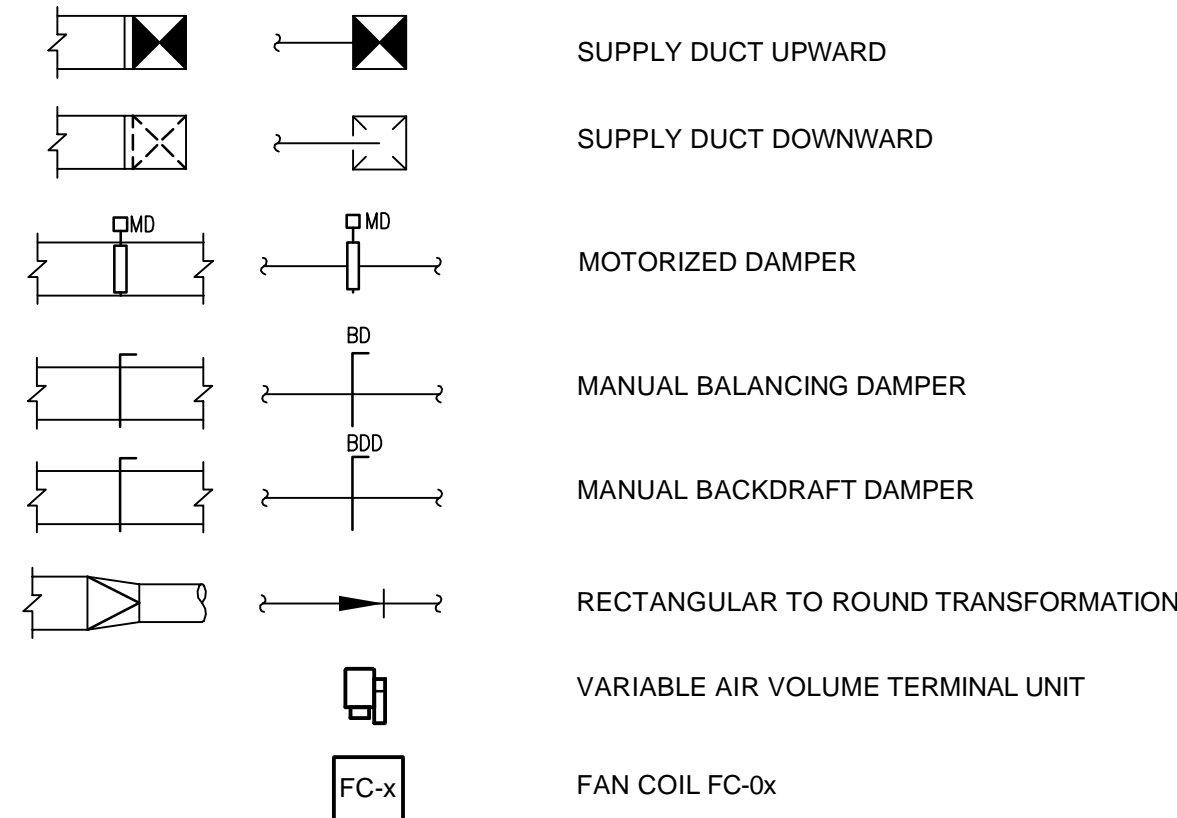 SUPPLY DUCT UPWARD
SUPPLY DUCT DOWNWARD
MD MD MOTORIZED DAMPER
BD
MANUAL BALANCING DAMPER
BDD
MANUAL BACKDRAFT DAMPER
RECTANGULAR TO ROUND TRANSFORMATION
VARIABLE AIR VOLUME TERMINAL UNIT
FC-x FAN COIL FC-0x